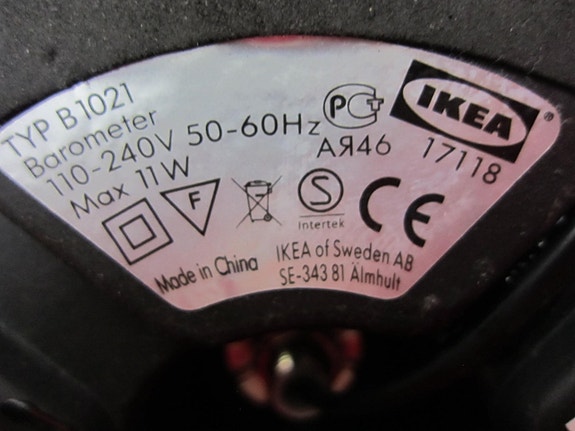 TYP B1021
Barometer
110-240V 50-60Hz
Max 11W
PCT
АЯ46
IKEA ®
17118
F
S
Intertek
CE
Made in China
IKEA of Sweden AB
SE-343 81 Älmhult